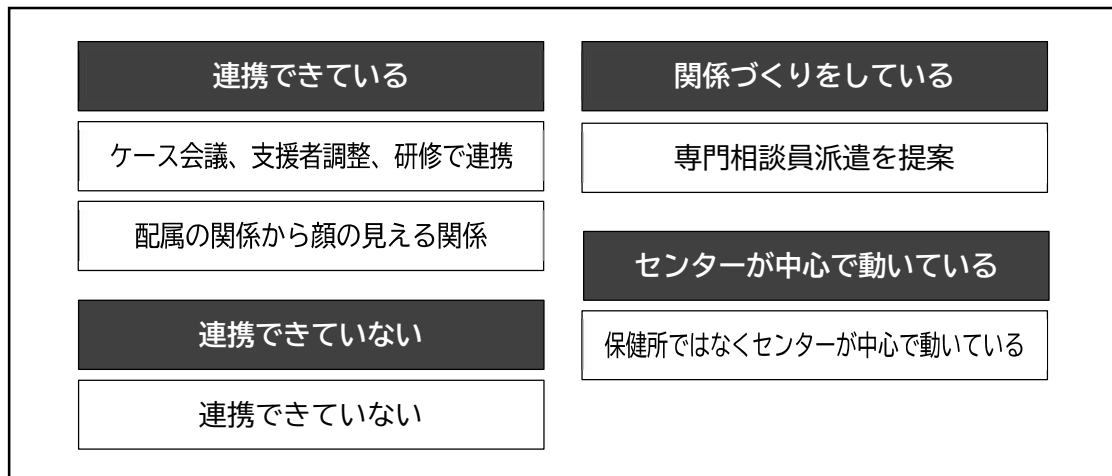 連携できている
ケース会議、支援者調整、研修で連携
配属の関係から顔の見える関係
連携できていない
連携できていない
関係づくりをしている
専門相談員派遣を提案
センターが中心で動いている
保健所ではなくセンターが中心で動いている